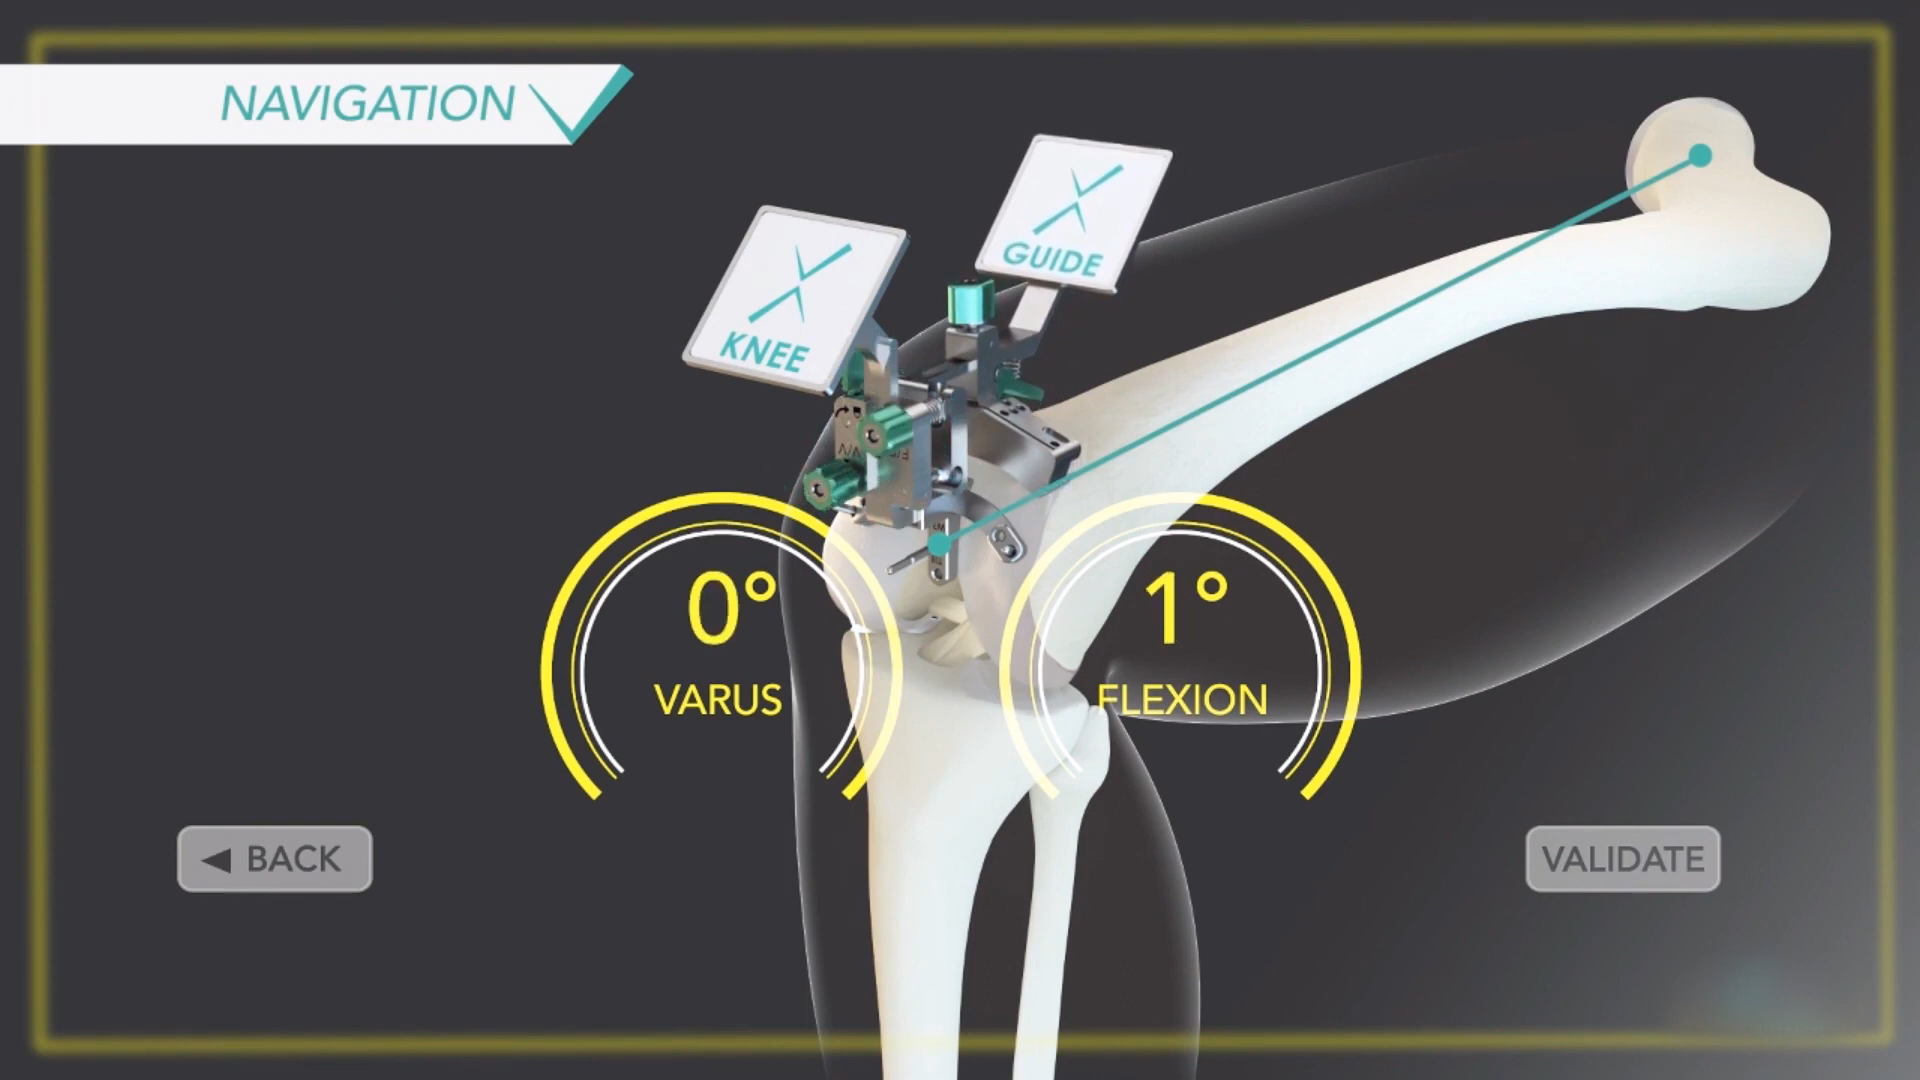 NAVIGATION
GUIDE
KNEE
V/V
0°
1°
VARUS
FLEXION
BACK
VALIDATE